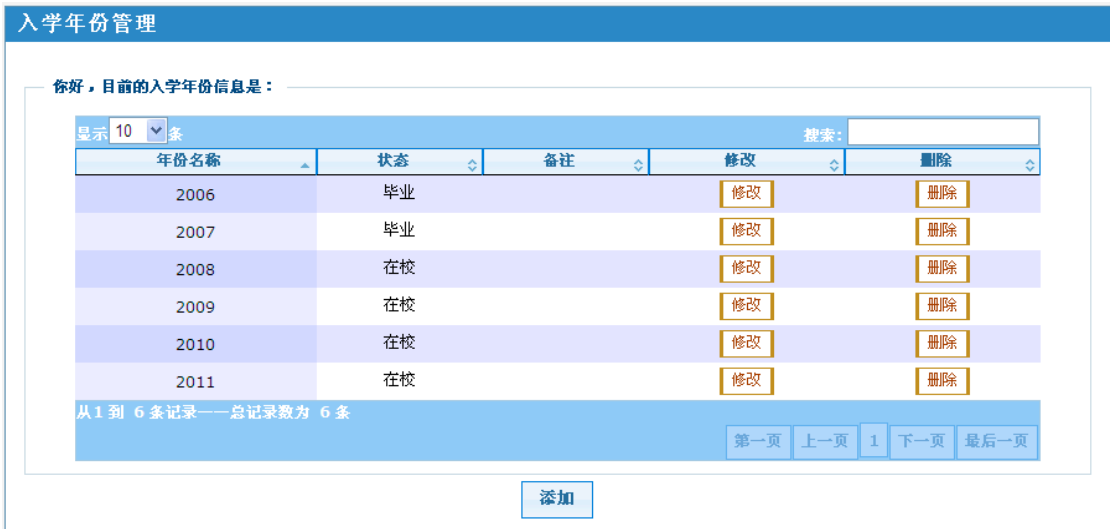 入学年份管理
你好，目前的入学年份信息是：
显示 10 条 搜索:
年份名称 状态 备注 修改 删除
2006 毕业 修改 删除
2007 毕业 修改 删除
2008 在校 修改 删除
2009 在校 修改 删除
2010 在校 修改 删除
2011 在校 修改 删除
从1 到 6 条记录——总记录数为 6 条
第一页 上一页 1 下一页 最后一页
添加